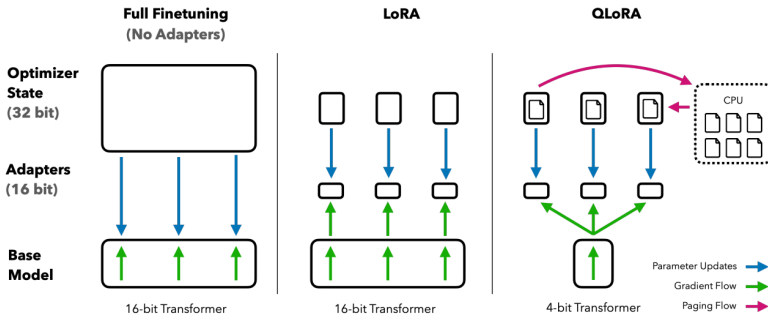 Full Finetuning
(No Adapters)
LoRA
QLoRA
Optimizer
State
(32 bit)
CPU
Adapters
(16 bit)
Base
Model
Parameter Updates
Gradient Flow
Paging Flow
16-bit Transformer
16-bit Transformer
4-bit Transformer